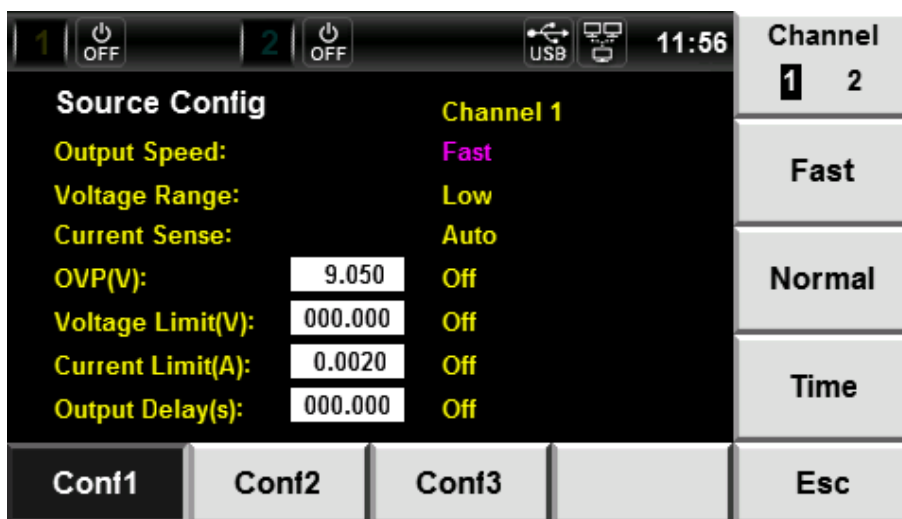 1 OFF 2 OFF USB 11:56
Channel
1 2
Source Config Channel 1
Output Speed: Fast
Voltage Range: Low
Current Sense: Auto
OVP(V): 9.050 Off
Voltage Limit(V): 000.000 Off
Current Limit(A): 0.0020 Off
Output Delay(s): 000.000 Off
Fast
Normal
Time
Conf1 Conf2 Conf3 Esc